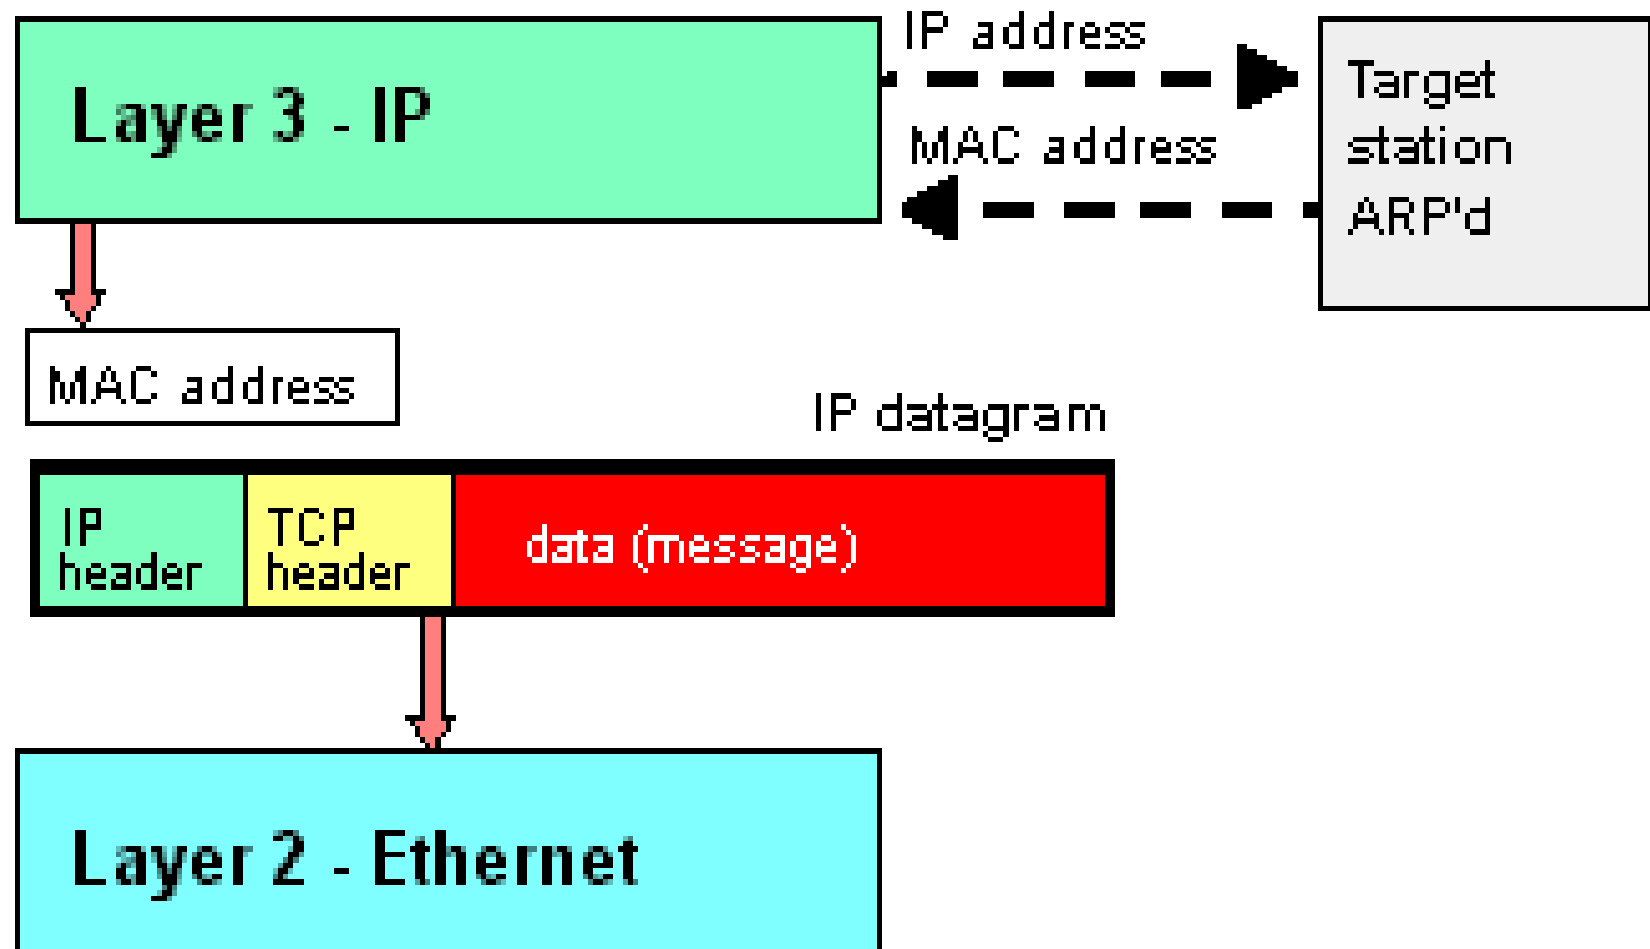 Layer 3 - IP
IP address
MAC address
Target
station
ARP'd
MAC address
IP datagram
IP
header
TCP
header
data (message)
Layer 2 - Ethernet